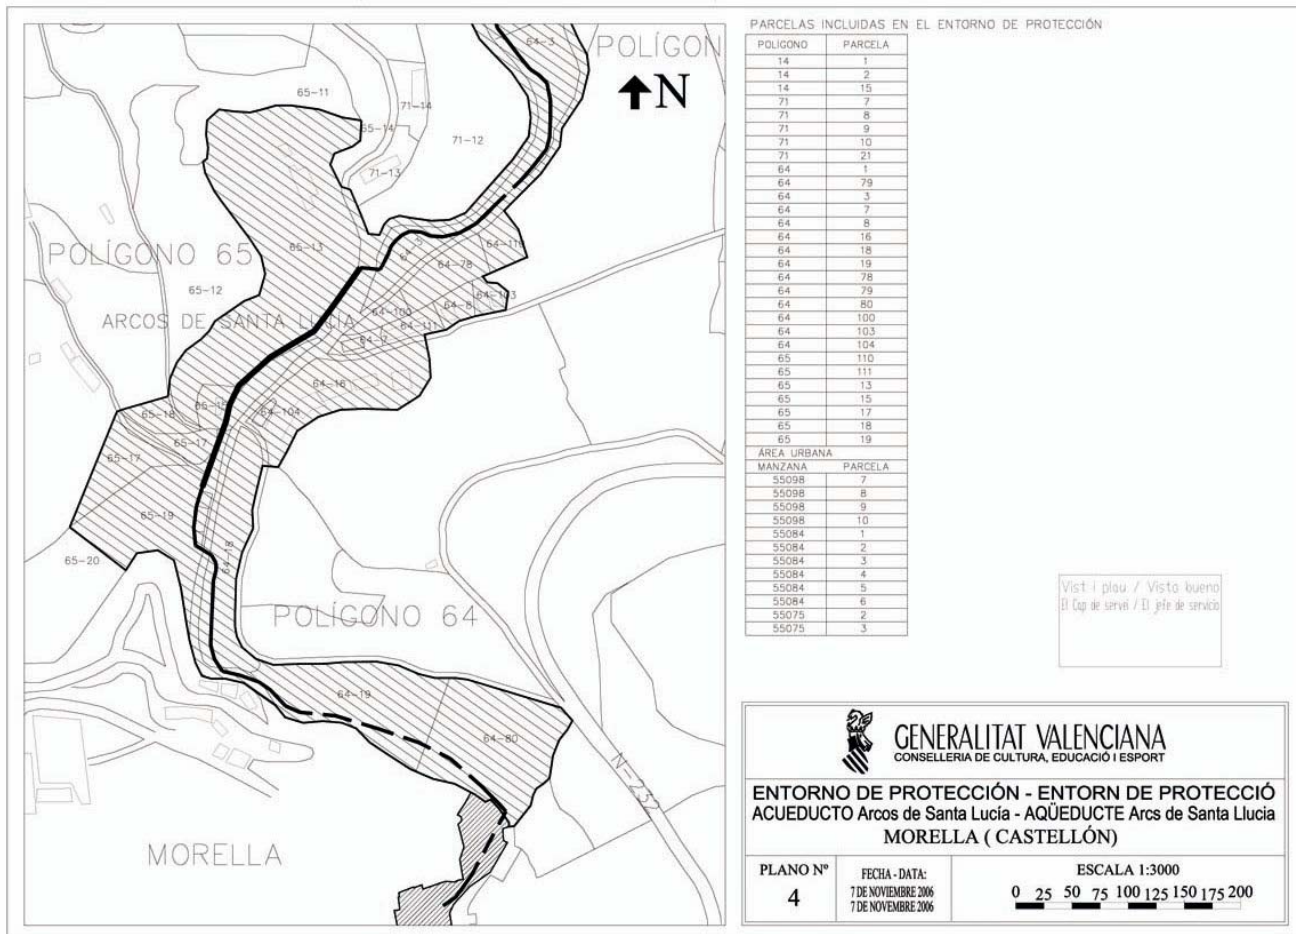 64-3
POLÍGON
N
65-11
71-14
65-14
71-12
71-13
POLÍGONO 65
65-13
64-78
65-12
64-100
64-8
64-103
ARCOS DE SANTA LUCIA
64-111
64-7
64-16
65-18
65-15
64-104
65-17
65-17
65-19
64-18
65-20
POLÍGONO 64
64-19
64-80
N-232
MORELLA
PARCELAS INCLUIDAS EN EL ENTORNO DE PROTECCIÓN
POLIGONO PARCELA
14 1
14 2
14 15
71 7
71 8
71 9
71 10
71 21
64 1
64 79
64 3
64 7
64 8
64 16
64 18
64 19
64 78
64 79
64 80
64 100
64 103
64 104
65 110
65 111
65 13
65 15
65 17
65 18
65 19
ÁREA URBANA
MANZANA PARCELA
55098 7
55098 8
55098 9
55098 10
55084 1
55084 2
55084 3
55084 4
55084 5
55084 6
55075 2
55075 3
Vist i plau / Visto bueno
El Cap de servei / El jefe de servicio
GENERALITAT VALENCIANA
CONSELLERIA DE CULTURA, EDUCACIÓ I ESPORT
ENTORNO DE PROTECCIÓN - ENTORN DE PROTECCIÓ
ACUEDUCTO Arcos de Santa Lucía - AQÜEDUCTE Arcs de Santa Llucia
MORELLA ( CASTELLÓN)
PLANO Nº
4
FECHA - DATA:
7 DE NOVIEMBRE 2006
7 DE NOVEMBRE 2006
ESCALA 1:3000
0 25 50 75 100 125 150 175 200